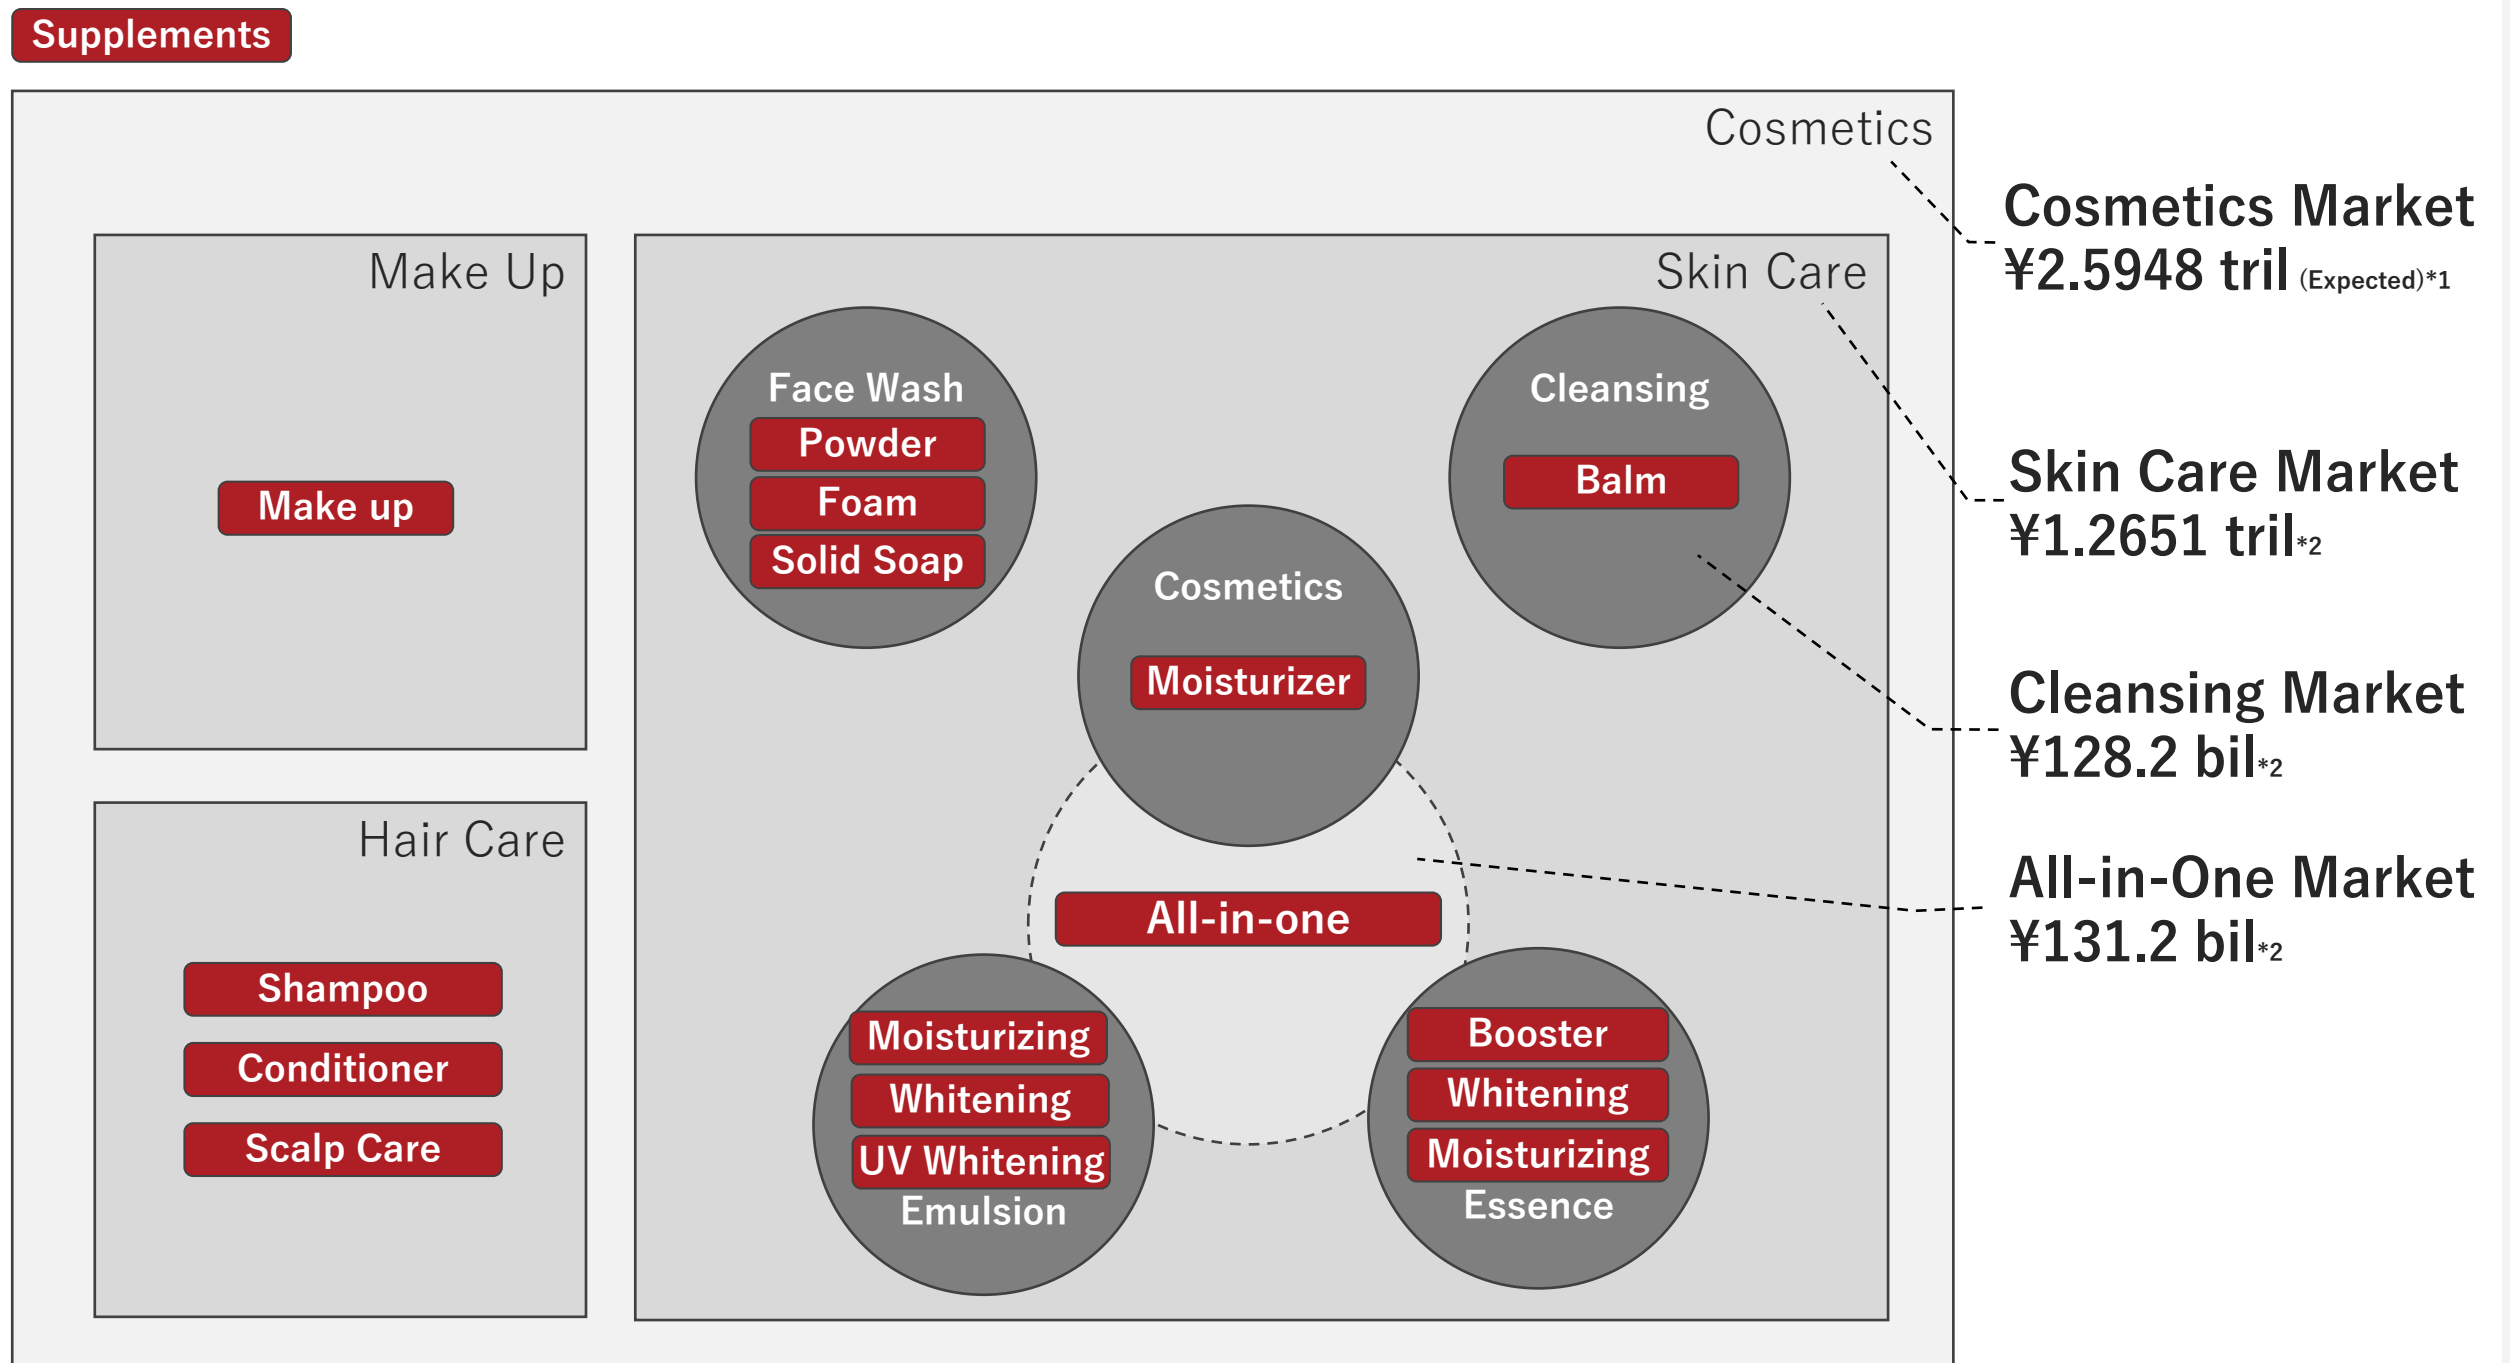 Supplements
Cosmetics
Make Up
Make up
Hair Care
Shampoo
Conditioner
Scalp Care
Skin Care
Face Wash
Powder
Foam
Solid Soap
Cleansing
Balm
Cosmetics
Moisturizer
All-in-one
Moisturizing
Whitening
UV Whitening
Emulsion
Booster
Whitening
Moisturizing
Essence
Cosmetics Market
¥2.5948 tril (Expected)*1
Skin Care Market
¥1.2651 tril*2
Cleansing Market
¥128.2 bil*2
All-in-One Market
¥131.2 bil*2